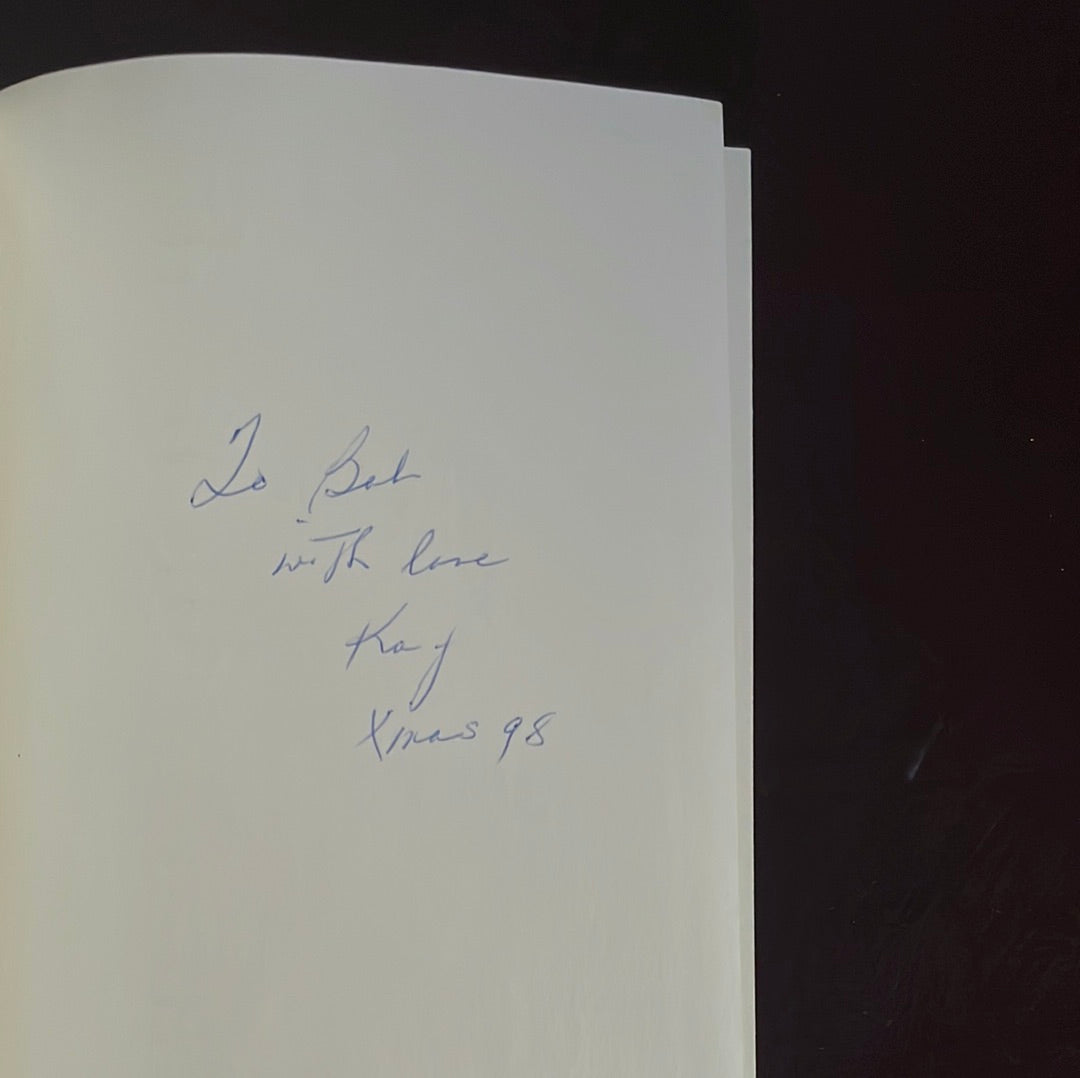 To Bob
with love
Kay
Xmas 98